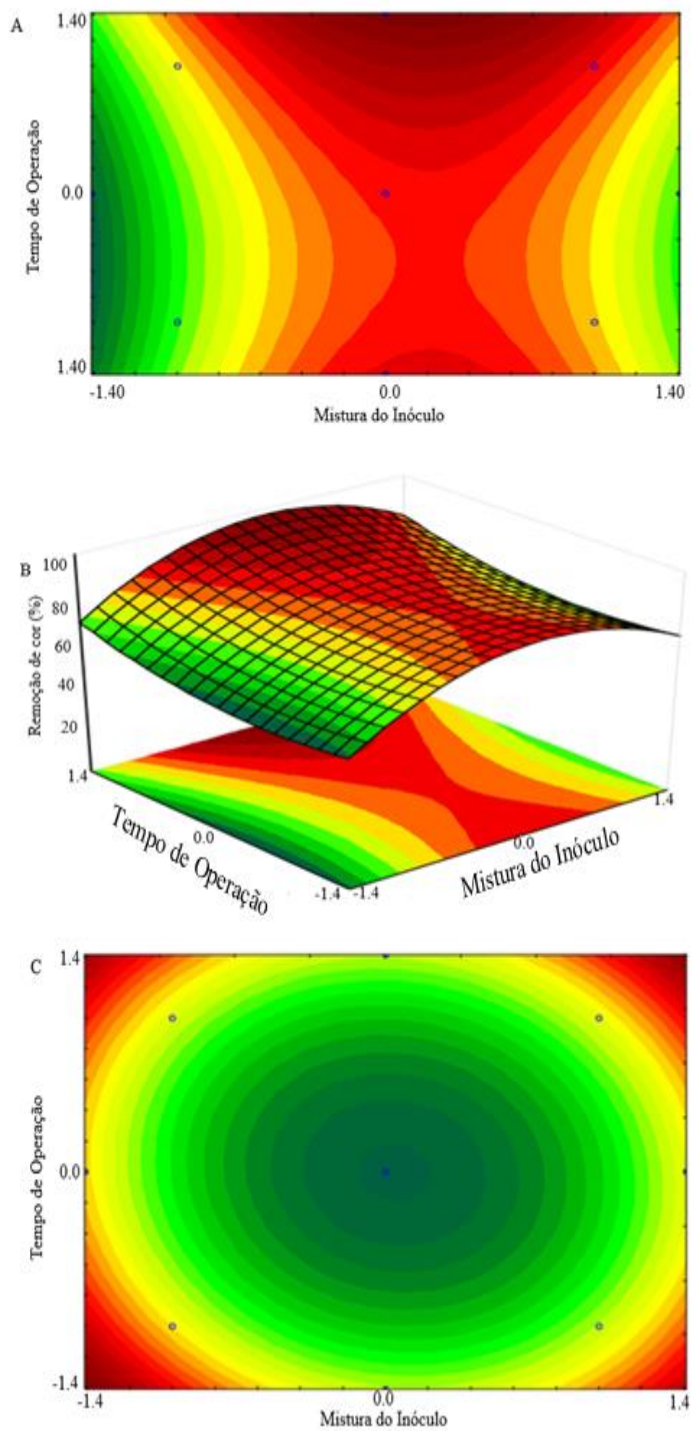 A
1.40
Tempo de Operação
0.0
1.40
-1.40
0.0
1.40
Mistura do Inóculo
B
100
80
60
40
20
Remoção de cor (%)
1.4
0.0
-1.4
Tempo de Operação
-1.4
0.0
1.4
Mistura do Inóculo
C
1.4
Tempo de Operação
0.0
-1.4
-1.4
0.0
1.4
Mistura do Inóculo